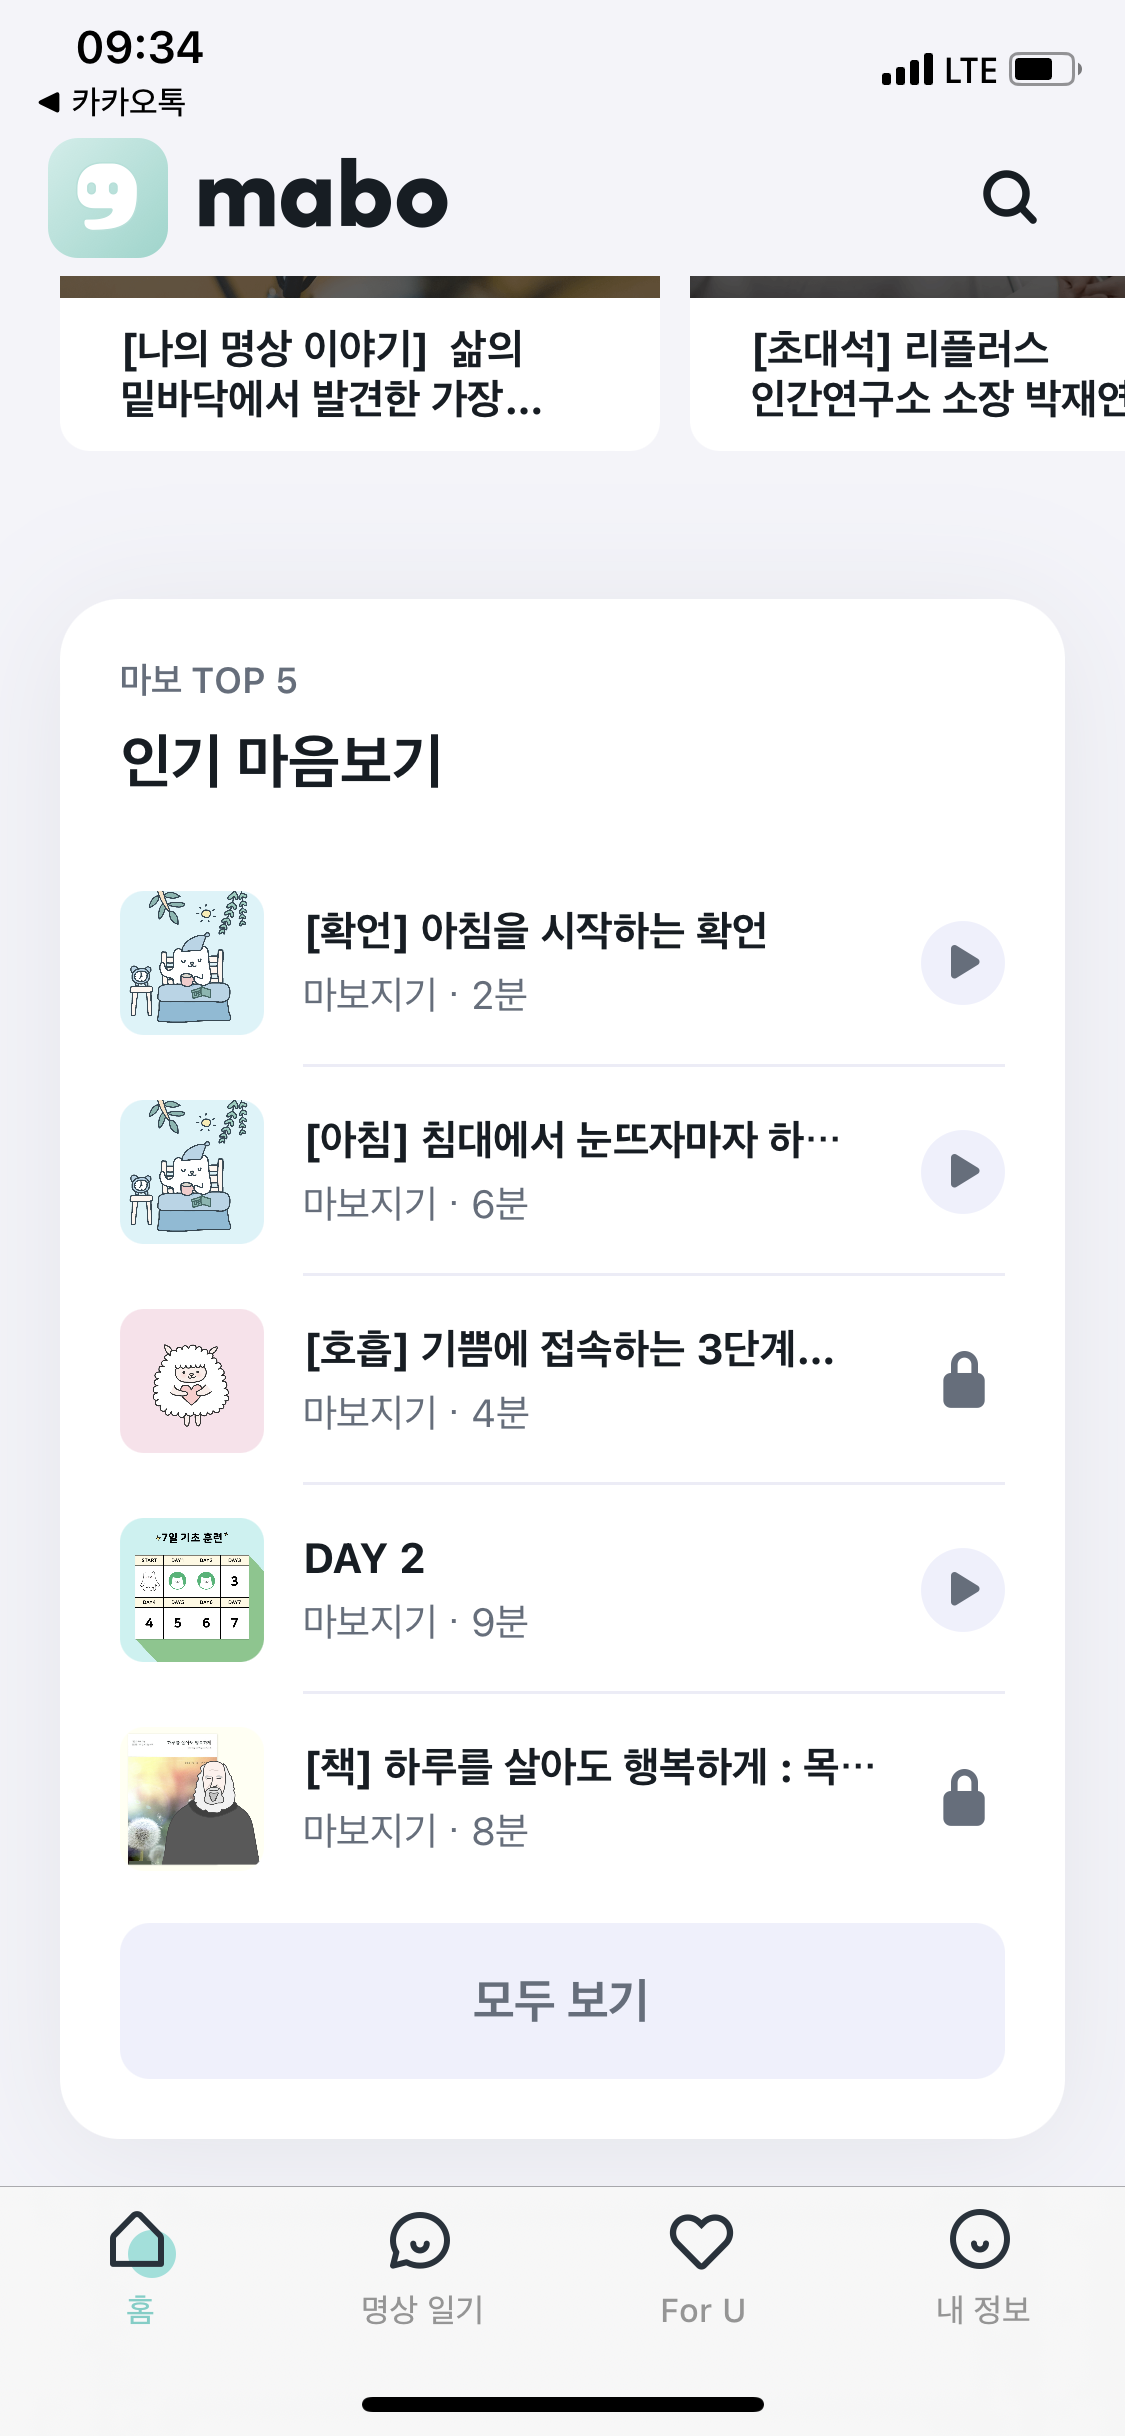 09:34
LTE
◀ 카카오톡
mabo
[나의 명상 이야기] 삶의
밑바닥에서 발견한 가장...
[초대석] 리플러스
인간연구소 소장 박재연
마보 TOP 5
인기 마음보기
[확언] 아침을 시작하는 확언
마보지기 · 2분
[아침] 침대에서 눈뜨자마자 하⋯
마보지기 · 6분
[호흡] 기쁨에 접속하는 3단계...
마보지기 · 4분
7일 기초 훈련
START DAY1 DAY2 DAY3
3
DAY4 DAY5 DAY6 DAY7
4 5 6 7
DAY 2
마보지기 · 9분
[책] 하루를 살아도 행복하게 : 목⋯
마보지기 · 8분
모두 보기
홈
명상 일기
For U
내 정보